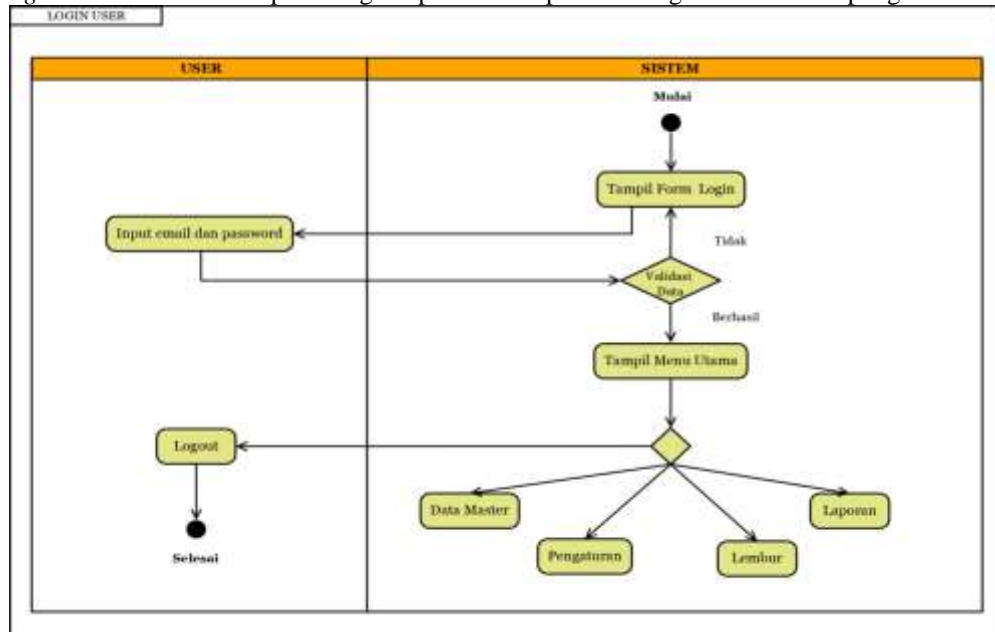 LOGIN USER
USER
SISTEM
Mulai
Tampil Form Login
Input email dan password
Tidak
Validasi
Data
Berhasil
Tampil Menu Utama
Logout
Data Master
Laporan
Pengaturan
Lembur
Selesai